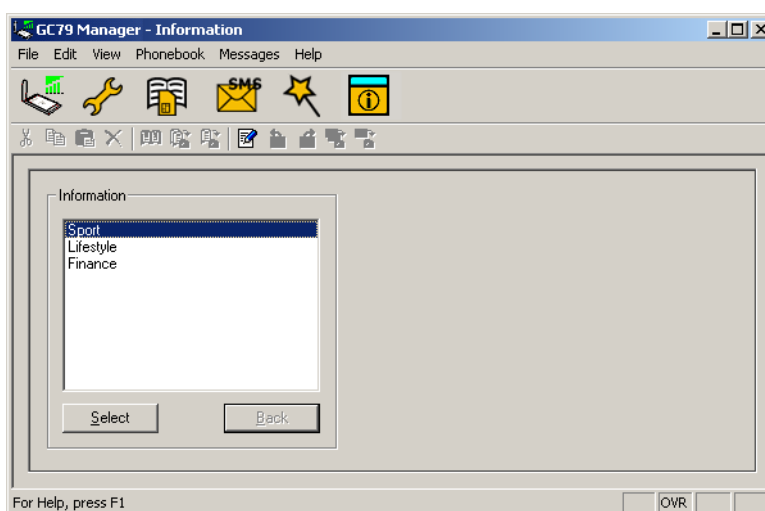 GC79 Manager - Information
File Edit View Phonebook Messages Help
SMS
Information
Sport
Lifestyle
Finance
Select Back
For Help, press F1 OVR